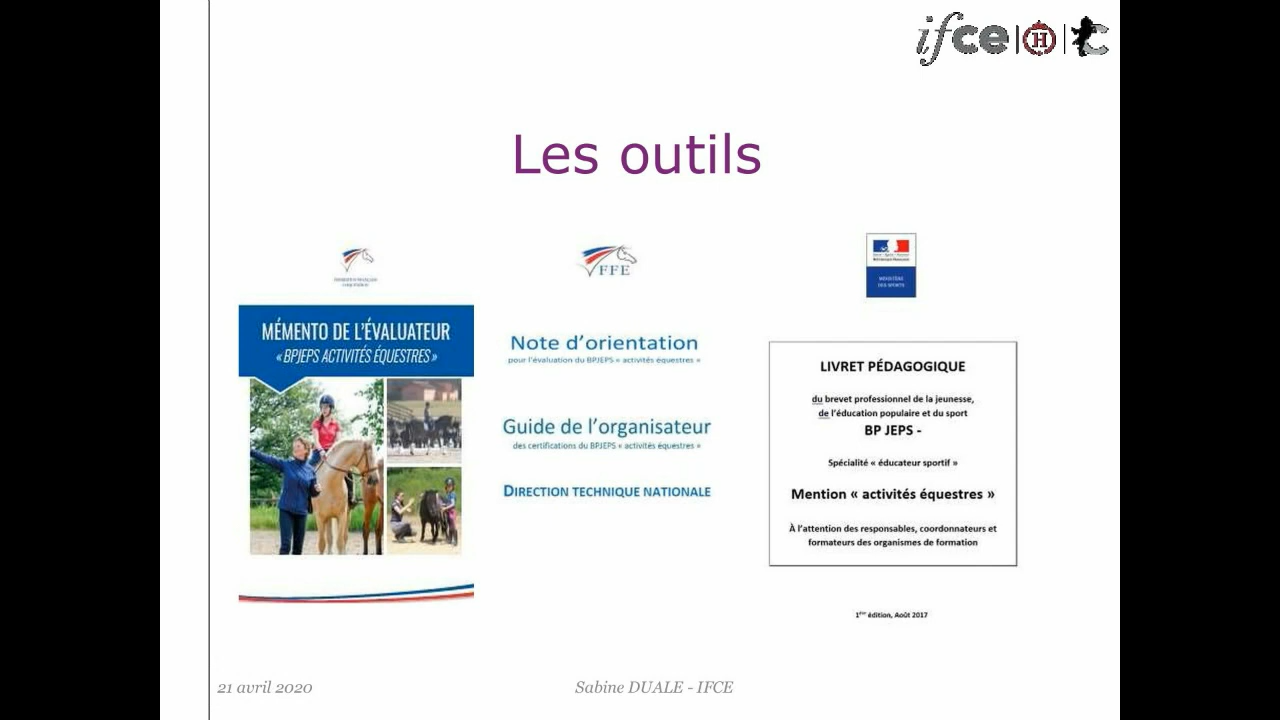 ifce
H
C
Les outils
MÉMENTO DE L'ÉVALUATEUR
« BPJEPS ACTIVITÉS ÉQUESTRES »
FFE
Note d'orientation
pour l'évaluation du BPJEPS « activités équestres »
Guide de l'organisateur
des certifications du BPJEPS « activités équestres »
DIRECTION TECHNIQUE NATIONALE
MINISTÈRE
DES SPORTS
LIVRET PÉDAGOGIQUE
du brevet professionnel de la jeunesse,
de l'éducation populaire et du sport
BP JEPS -
Spécialité « éducateur sportif »
Mention « activités équestres »
À l'attention des responsables, coordonnateurs et
formateurs des organismes de formation
1ère édition, Août 2017
21 avril 2020
Sabine DUALE - IFCE